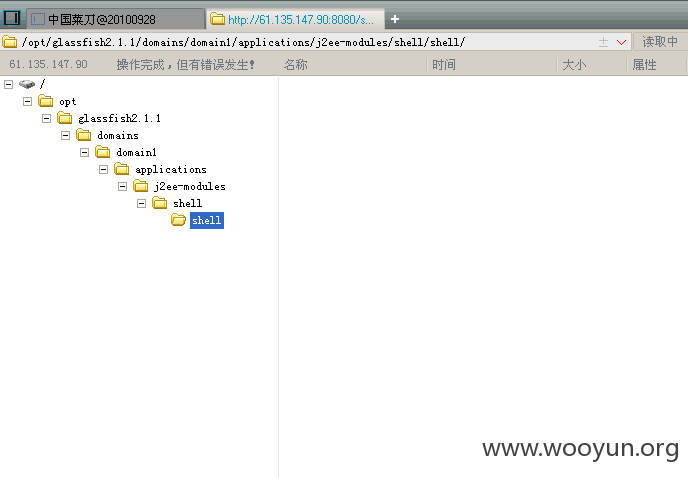 中国菜刀@20100928
http://61.135.147.90:8080/s...
/opt/glassfish2.1.1/domains/domain1/applications/j2ee-modules/shell/shell/
读取中
61.135.147.90 操作完成,但有错误发生! 名称 时间 大小 属性
/
opt
glassfish2.1.1
domains
domain1
applications
j2ee-modules
shell
shell
www.wooyun.org